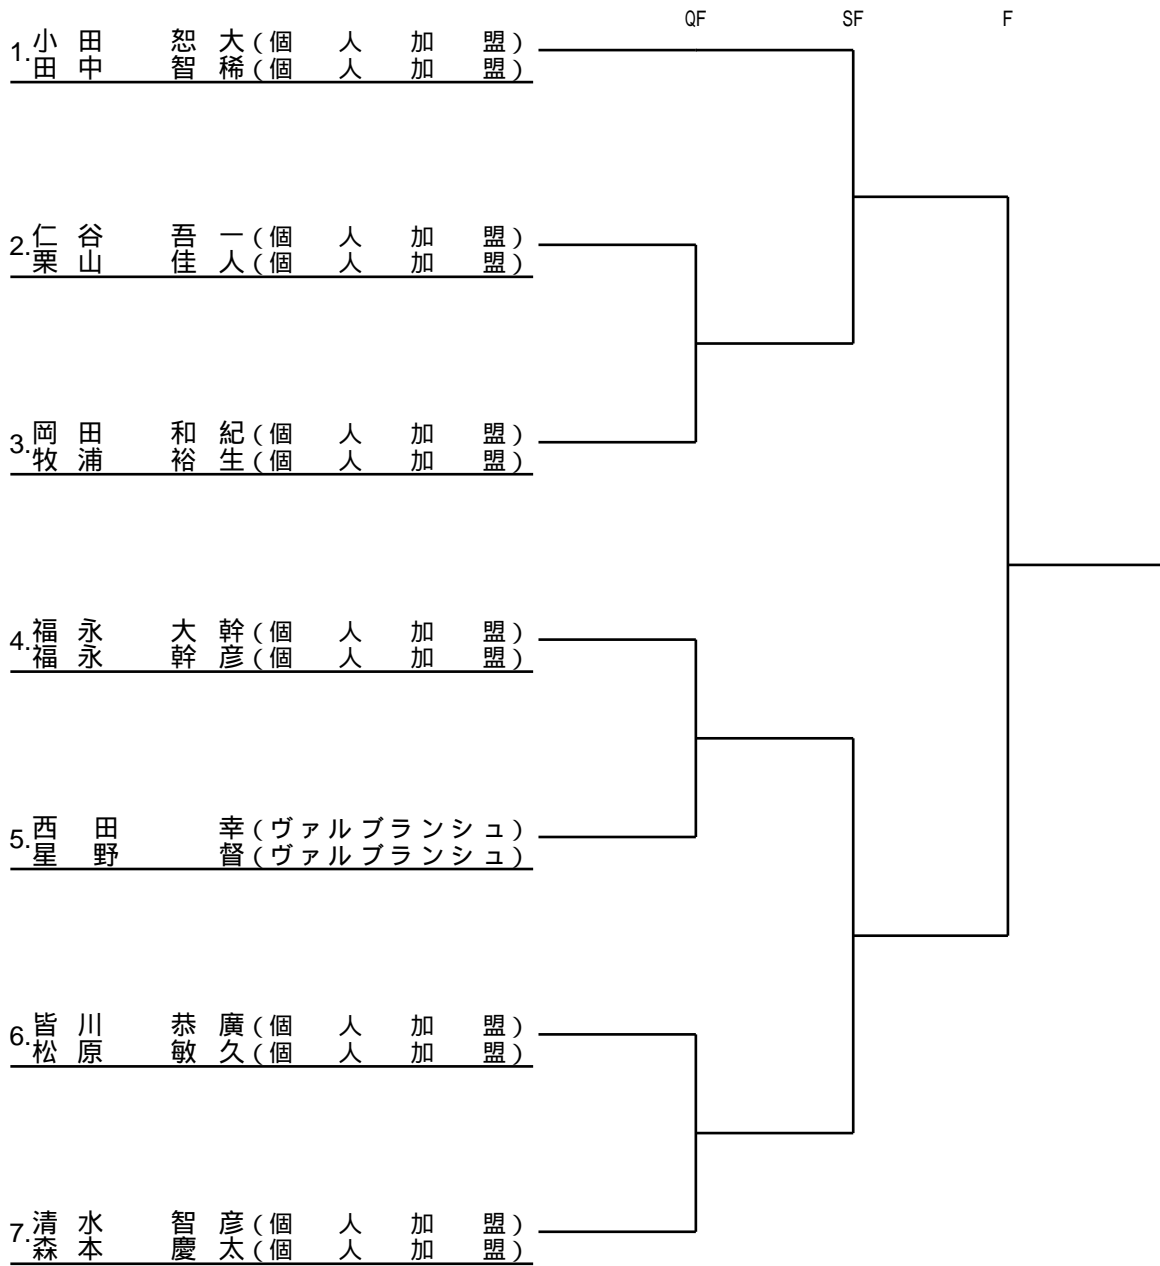 QF SF F
1. 小田 恕大(個人加盟)
田中 智稀(個人加盟)
2. 仁谷 吾一(個人加盟)
栗山 佳人(個人加盟)
3. 岡田 和紀(個人加盟)
牧浦 裕生(個人加盟)
4. 福永 大幹(個人加盟)
福永 幹彦(個人加盟)
5. 西田 幸(ヴァルブランシュ)
星野 督(ヴァルブランシュ)
6. 皆川 恭廣(個人加盟)
松原 敏久(個人加盟)
7. 清水 智彦(個人加盟)
森本 慶太(個人加盟)